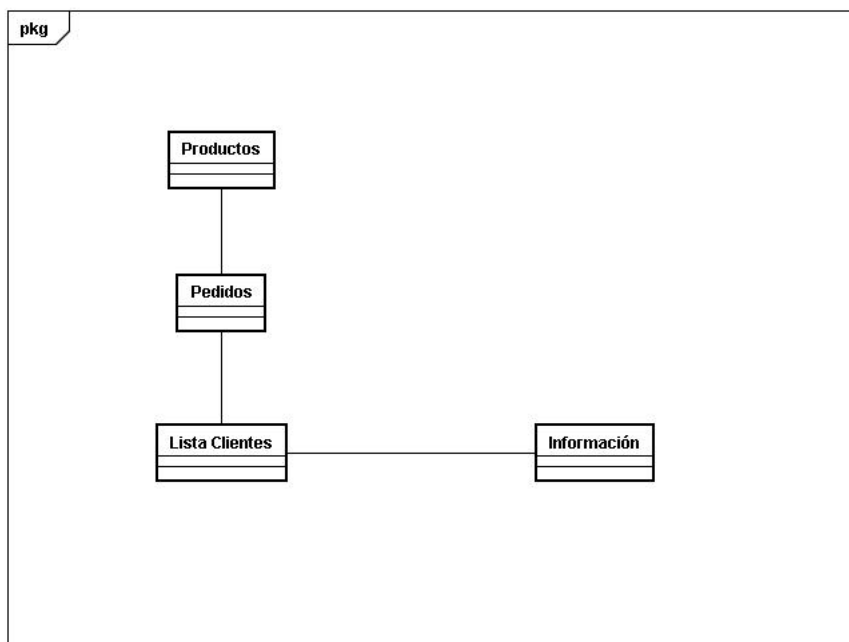 pkg
Productos
Pedidos
Lista Clientes
Información